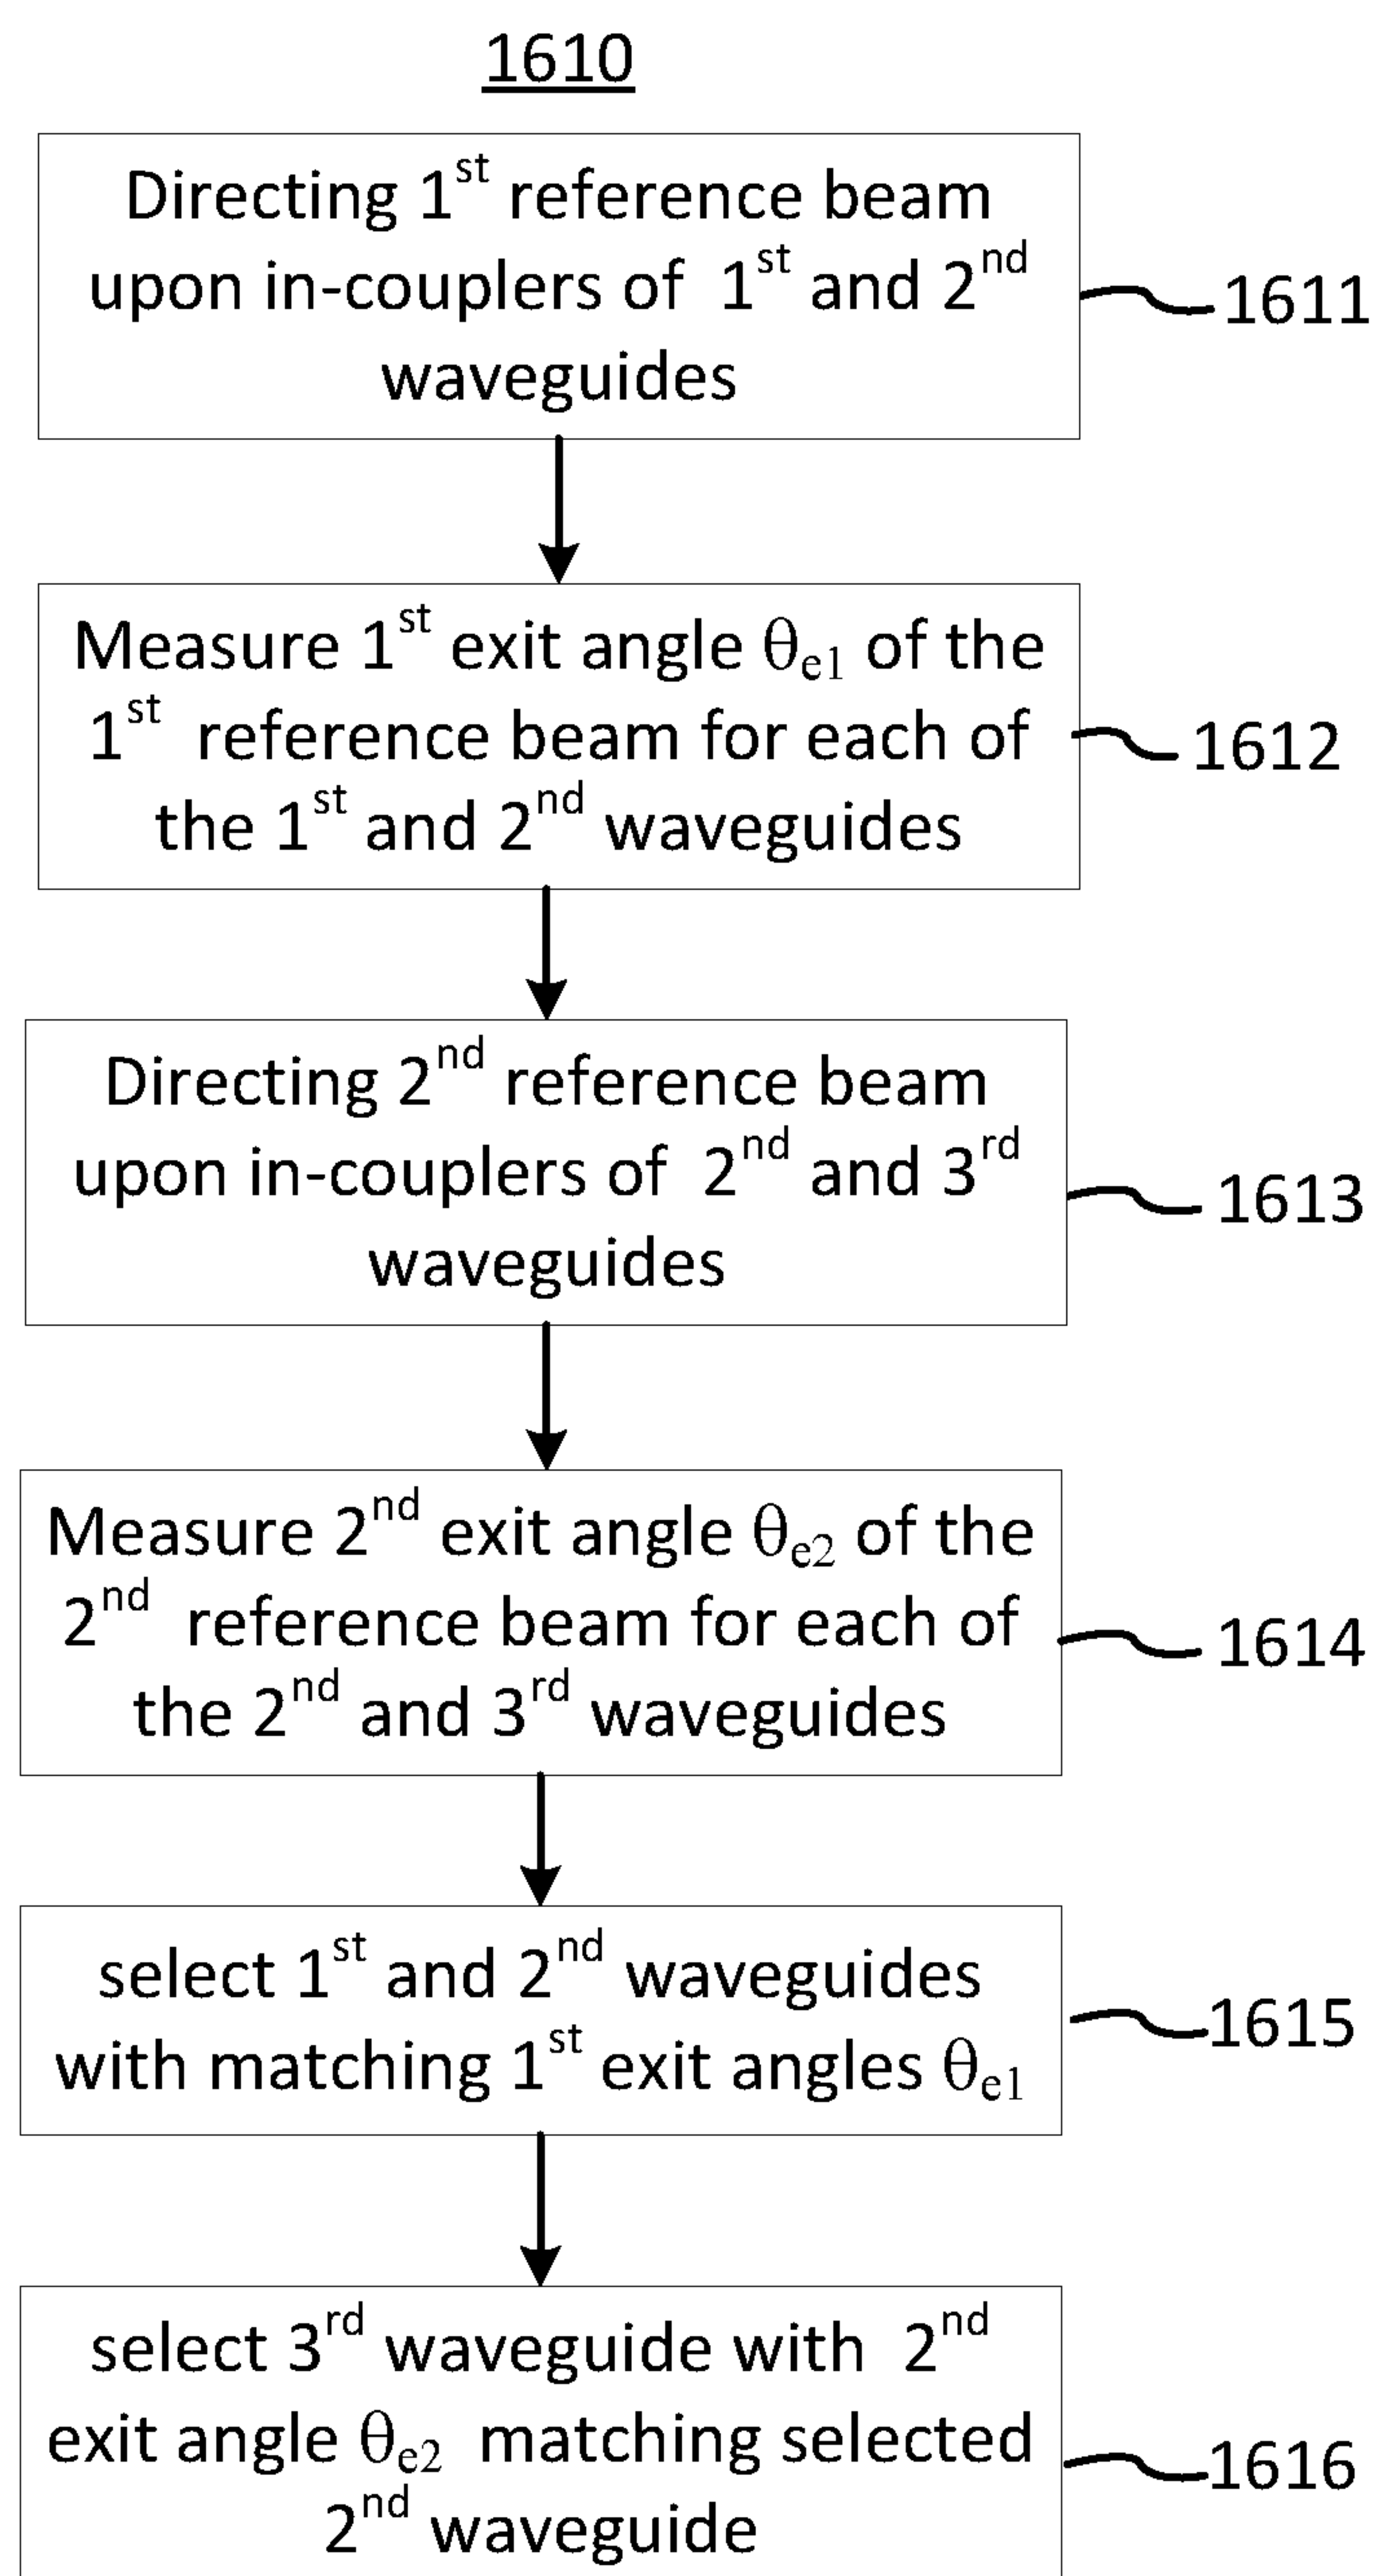 1610
Directing 1st reference beam
upon in-couplers of 1st and 2nd
waveguides
1611
Measure 1st exit angle θe1 of the
1st reference beam for each of
the 1st and 2nd waveguides
1612
Directing 2nd reference beam
upon in-couplers of 2nd and 3rd
waveguides
1613
Measure 2nd exit angle θe2 of the
2nd reference beam for each of
the 2nd and 3rd waveguides
1614
select 1st and 2nd waveguides
with matching 1st exit angles θe1
1615
select 3rd waveguide with 2nd
exit angle θe2 matching selected
2nd waveguide
1616